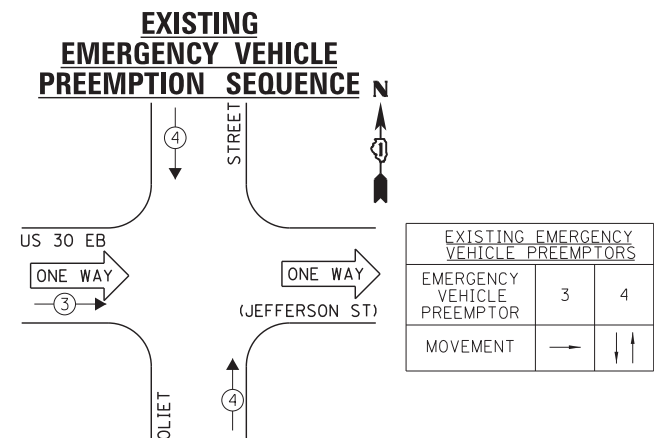 EXISTING
EMERGENCY VEHICLE
PREEMPTION SEQUENCE
N
4
STREET
US 30 EB
ONE WAY
ONE WAY
3
(JEFFERSON ST)
4
OLIET
EXISTING EMERGENCY
VEHICLE PREEMPTORS
EMERGENCY
VEHICLE
PREEMPTOR
3
4
MOVEMENT